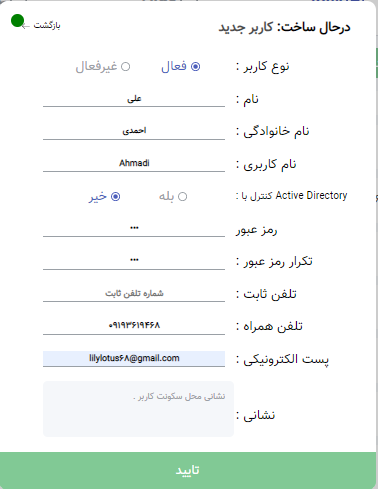 درحال ساخت: کاربر جدید
بازگشت ←
نوع کاربر : فعال غیرفعال
نام : علی
نام خانوادگی : احمدی
نام کاربری : Ahmadi
کنترل با Active Directory : بله خیر
رمز عبور •••
تکرار رمز عبور : •••
تلفن ثابت : شماره تلفن ثابت
تلفن همراه : ۰۹۱۹۳۶۱۹۴۶۸
پست الکترونیکی : lilylotus۶۸@gmail.com
نشانی : نشانی محل سکونت کاربر .
تایید